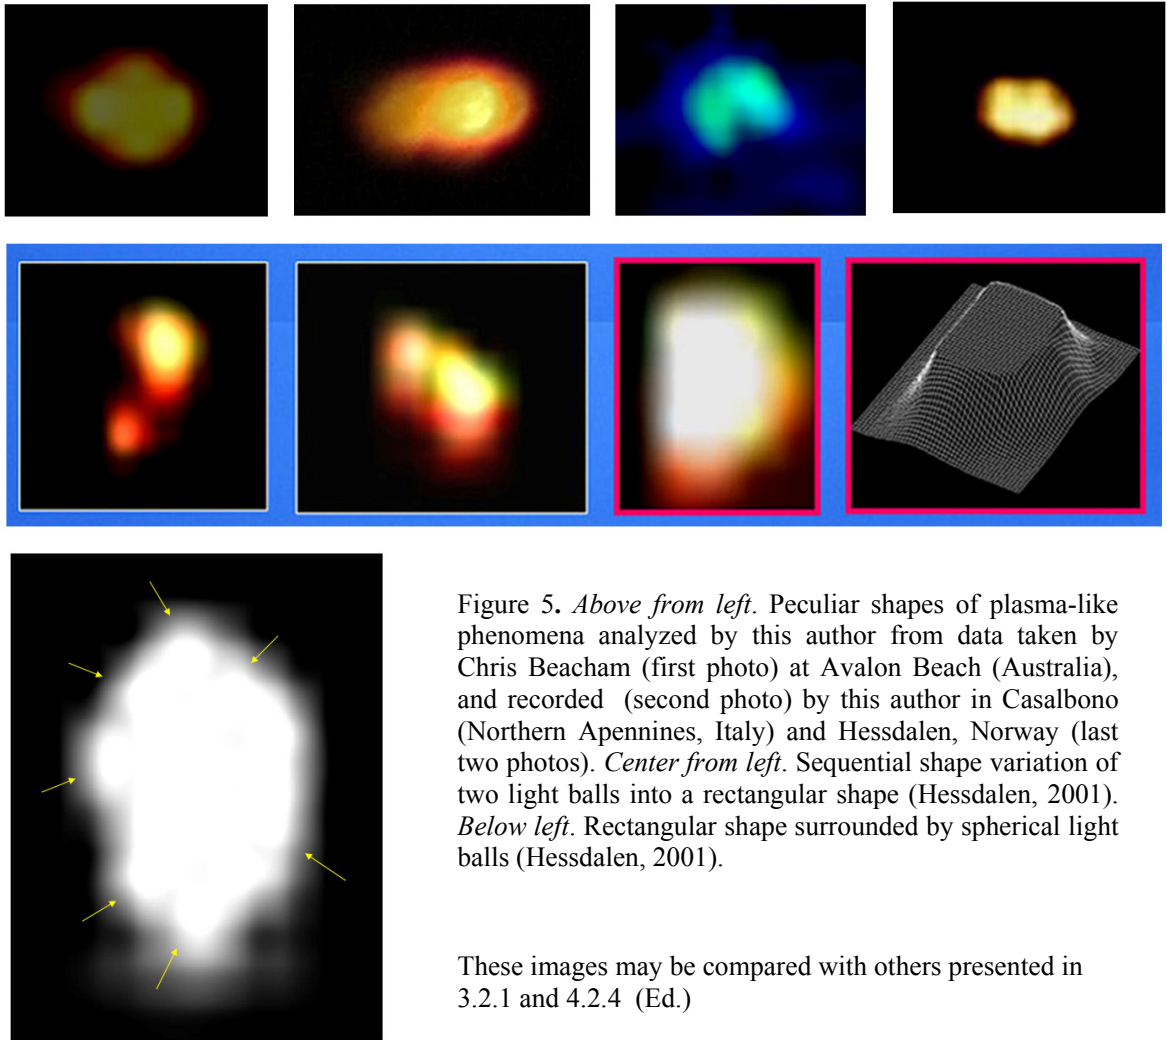 Figure 5. Above from left. Peculiar shapes of plasma-like
phenomena analyzed by this author from data taken by
Chris Beacham (first photo) at Avalon Beach (Australia),
and recorded (second photo) by this author in Casalbono
(Northern Apennines, Italy) and Hessdalen, Norway (last
two photos). Center from left. Sequential shape variation of
two light balls into a rectangular shape (Hessdalen, 2001).
Below left. Rectangular shape surrounded by spherical light
balls (Hessdalen, 2001).
These images may be compared with others presented in
3.2.1 and 4.2.4 (Ed.)